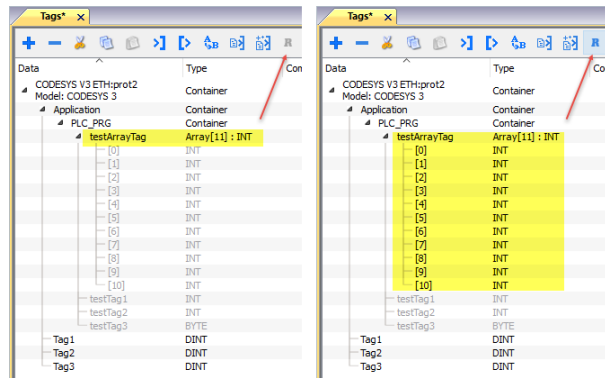 Tags*
R
Data Type Cor
CODESYS V3 ETH:prot2
Model: CODESYS 3 Container
Application Container
PLC_PRG Container
testArrayTag Array[11] : INT
[0] INT
[1] INT
[2] INT
[3] INT
[4] INT
[5] INT
[6] INT
[7] INT
[8] INT
[9] INT
[10] INT
testTag1 INT
testTag2 INT
testTag3 BYTE
Tag1 DINT
Tag2 DINT
Tag3 DINT
Tags*
R
Data Type Co
CODESYS V3 ETH:prot2
Model: CODESYS 3 Container
Application Container
PLC_PRG Container
testArrayTag Array[11] : INT
[0] INT
[1] INT
[2] INT
[3] INT
[4] INT
[5] INT
[6] INT
[7] INT
[8] INT
[9] INT
[10] INT
testTag1 INT
testTag2 INT
testTag3 BYTE
Tag1 DINT
Tag2 DINT
Tag3 DINT